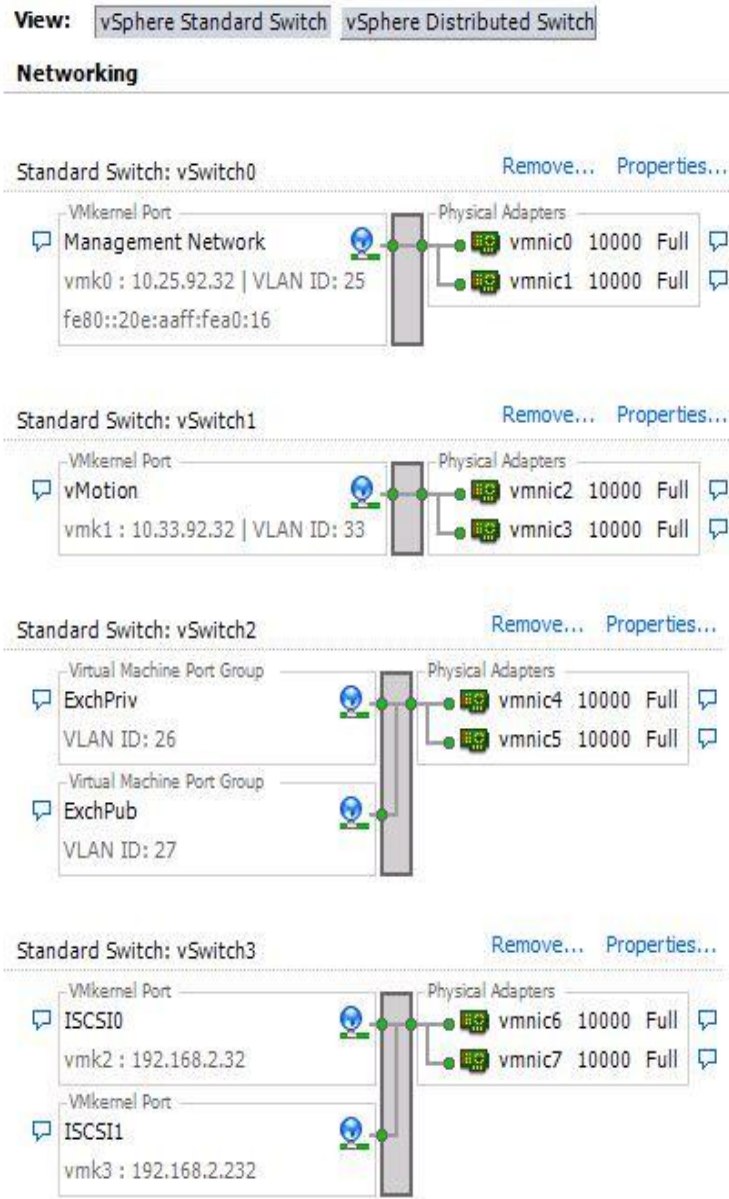 View: vSphere Standard Switch vSphere Distributed Switch
Networking
Standard Switch: vSwitch0 Remove... Properties...
VMkernel Port Physical Adapters
Management Network vmnic0 10000 Full
vmk0 : 10.25.92.32 | VLAN ID: 25 vmnic1 10000 Full
fe80::20e:aaff:fea0:16
Standard Switch: vSwitch1 Remove... Properties...
VMkernel Port Physical Adapters
vMotion vmnic2 10000 Full
vmk1 : 10.33.92.32 | VLAN ID: 33 vmnic3 10000 Full
Standard Switch: vSwitch2 Remove... Properties...
Virtual Machine Port Group Physical Adapters
ExchPriv vmnic4 10000 Full
VLAN ID: 26 vmnic5 10000 Full
Virtual Machine Port Group
ExchPub
VLAN ID: 27
Standard Switch: vSwitch3 Remove... Properties...
VMkernel Port Physical Adapters
ISCSI0 vmnic6 10000 Full
vmk2 : 192.168.2.32 vmnic7 10000 Full
VMkernel Port
ISCSI1
vmk3 : 192.168.2.232